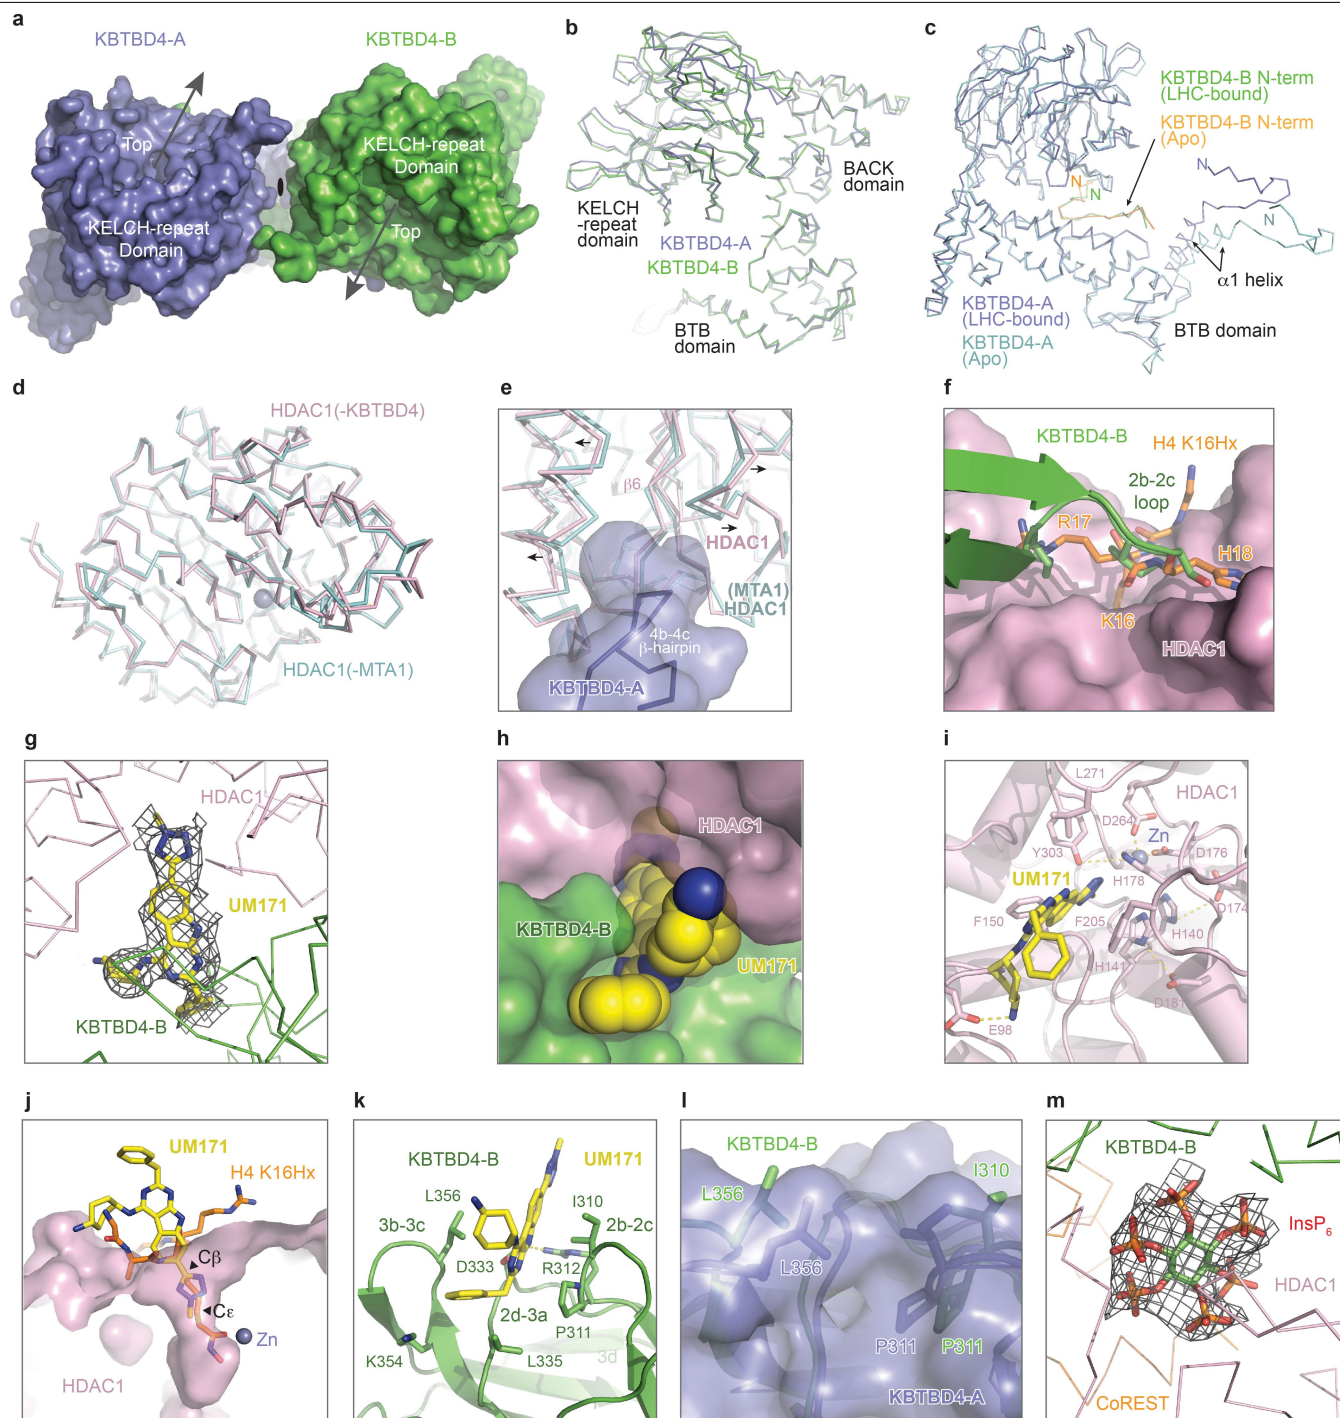 a
KBTBD4-A
KBTBD4-B
Top
KELCH-repeat
Domain
KELCH-repeat
Domain
Top
b
BACK
domain
KELCH
-repeat
domain
KBTBD4-A
KBTBD4-B
BTB
domain
c
KBTBD4-B N-term
(LHC-bound)
KBTBD4-B N-term
(Apo)
N
N
N
N
α1 helix
KBTBD4-A
(LHC-bound)
KBTBD4-A
(Apo)
BTB domain
d
HDAC1(-KBTBD4)
HDAC1(-MTA1)
e
β6
HDAC1
(MTA1)
HDAC1
4b-4c
β-hairpin
KBTBD4-A
f
KBTBD4-B
H4 K16Hx
2b-2c
loop
R17
H18
K16
HDAC1
g
HDAC1
UM171
KBTBD4-B
h
HDAC1
KBTBD4-B
UM171
i
L271
HDAC1
D264
Zn
Y303
D176
UM171
H178
D174
F150
F205
H140
H141
D181
E98
j
UM171
H4 K16Hx
Cβ
Cε
Zn
HDAC1
k
KBTBD4-B
UM171
L356
I310
3b-3c
2b-2c
D333
R312
2d-3a
P311
K354
L335
3d
l
KBTBD4-B
I310
L356
L356
P311
P311
KBTBD4-A
m
KBTBD4-B
InsP6
HDAC1
CoREST